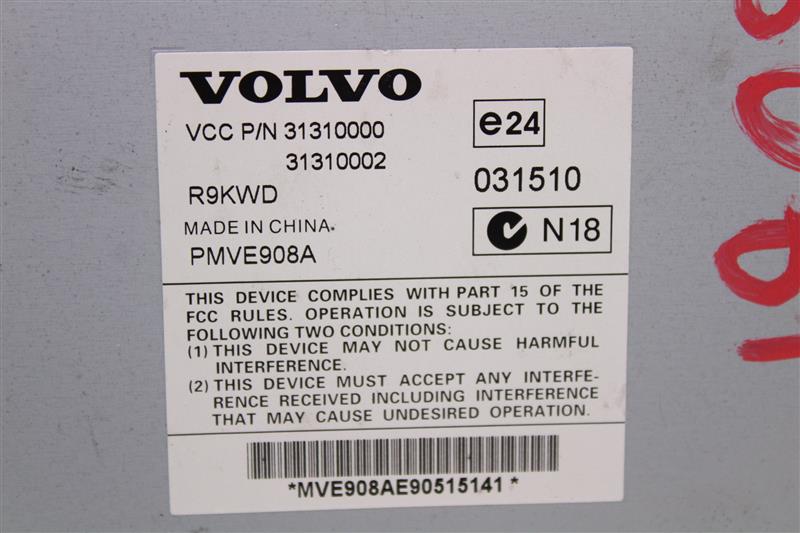 VOLVO
VCC P/N 31310000
31310002
R9KWD
MADE IN CHINA.
PMVE908A
e24
031510
N18
THIS DEVICE COMPLIES WITH PART 15 OF THE
FCC RULES. OPERATION IS SUBJECT TO THE
FOLLOWING TWO CONDITIONS:
(1) THIS DEVICE MAY NOT CAUSE HARMFUL
INTERFERENCE.
(2) THIS DEVICE MUST ACCEPT ANY INTERFE-
RENCE RECEIVED INCLUDING INTERFERENCE
THAT MAY CAUSE UNDESIRED OPERATION.
*MVE908AE90515141*